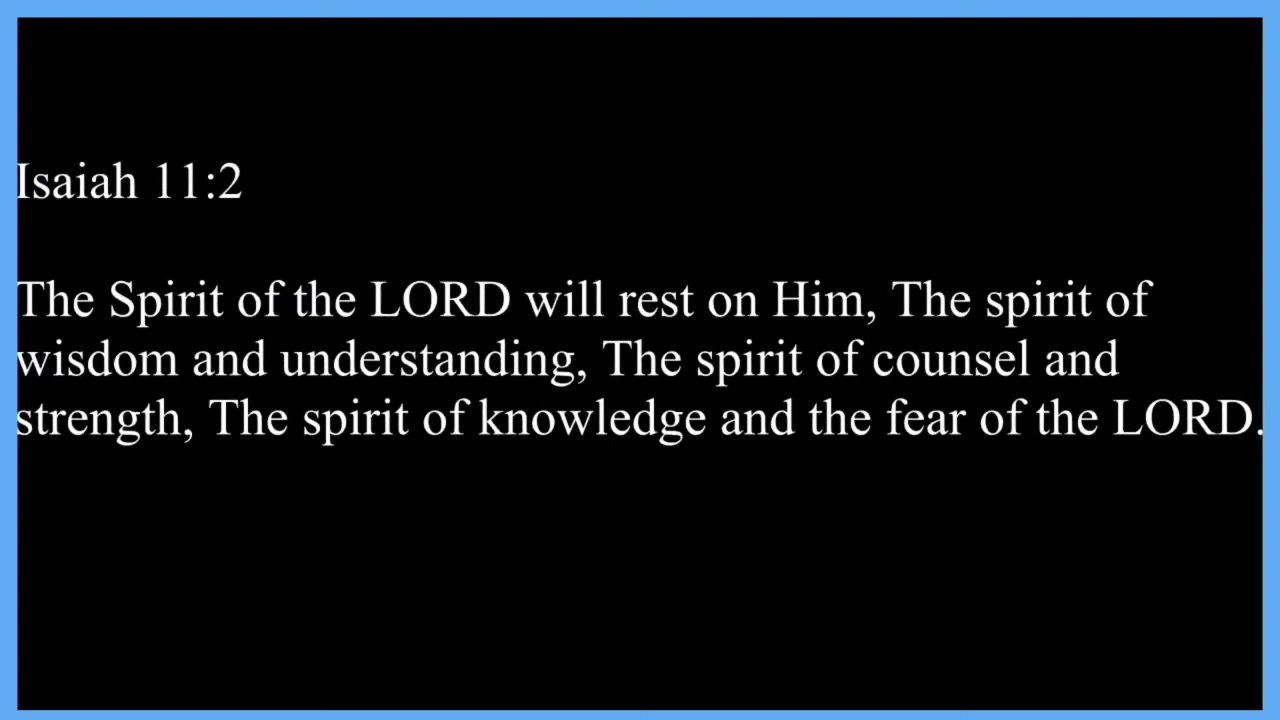 Isaiah 11:2
The Spirit of the LORD will rest on Him, The spirit of
wisdom and understanding, The spirit of counsel and
strength, The spirit of knowledge and the fear of the LORD.